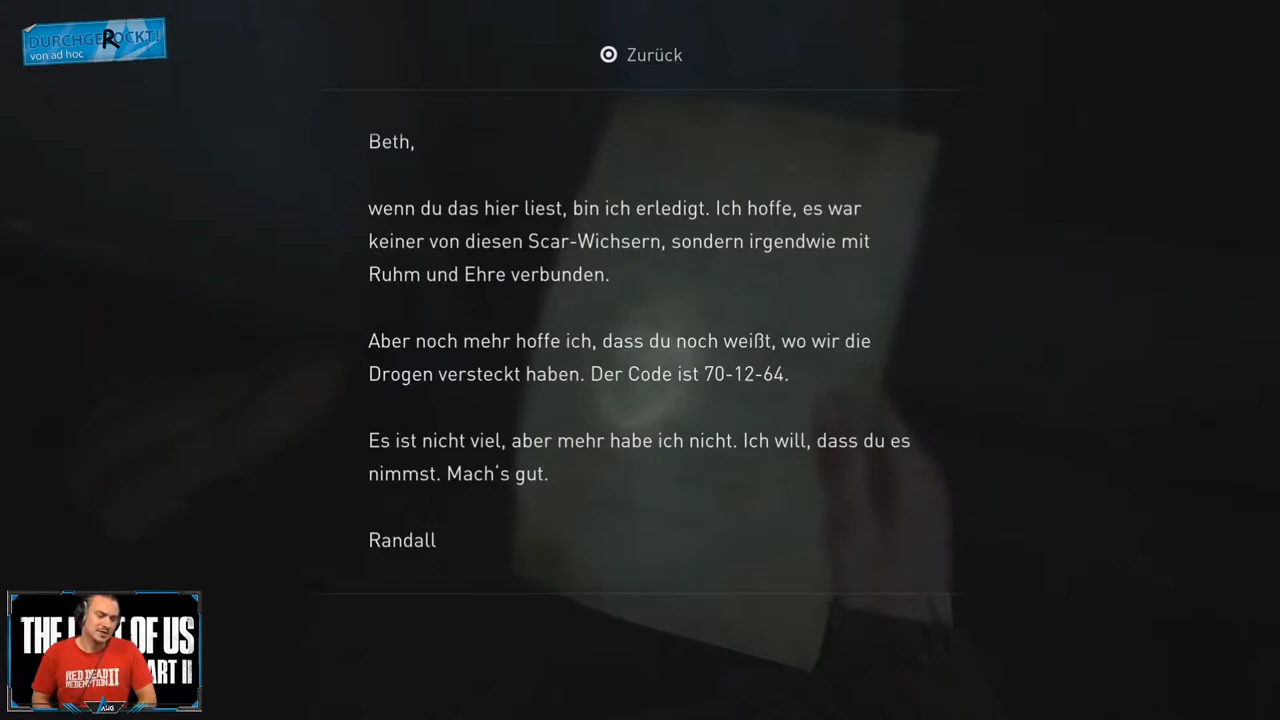 DURCHGEROCKT!
von ad hoc
Zurück
Beth,
wenn du das hier liest, bin ich erledigt. Ich hoffe, es war
keiner von diesen Scar-Wichsern, sondern irgendwie mit
Ruhm und Ehre verbunden.
Aber noch mehr hoffe ich, dass du noch weißt, wo wir die
Drogen versteckt haben. Der Code ist 70-12-64.
Es ist nicht viel, aber mehr habe ich nicht. Ich will, dass du es
nimmst. Mach‘s gut.
Randall
THE OF US
PART II
RED DEAD
REDEMPTION II